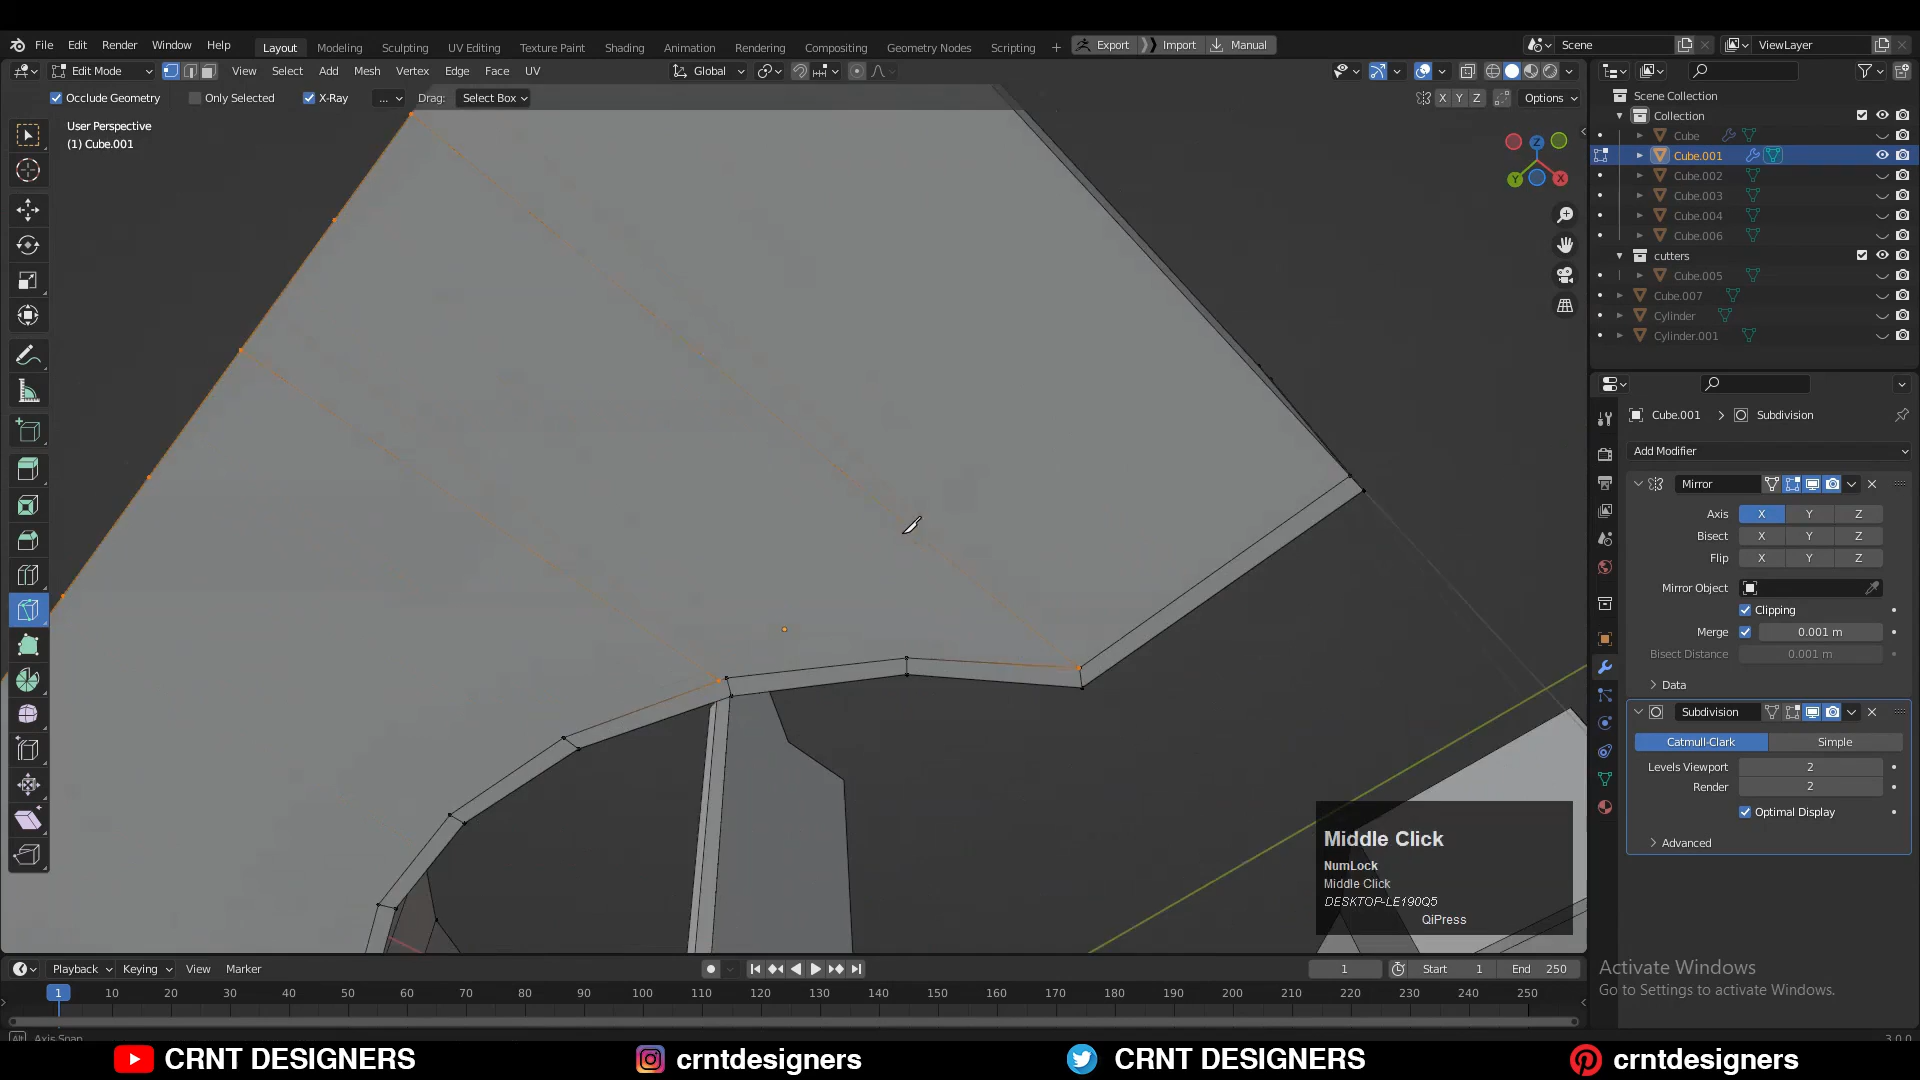 File Edit Render Window Help
Layout Modeling Sculpting UV Editing Texture Paint Shading Animation Rendering Compositing Geometry Nodes Scripting +
Export Import Manual
Scene ViewLayer
Edit Mode View Select Add Mesh Vertex Edge Face UV
Global
Occlude Geometry Only Selected X-Ray ... Drag: Select Box
X Y Z Options
User Perspective
(1) Cube.001
Z
Y X
Scene Collection
Collection
Cube
Cube.001
Cube.002
Cube.003
Cube.004
Cube.006
cutters
Cube.005
Cube.007
Cylinder
Cylinder.001
Cube.001 > Subdivision
Add Modifier
Mirror
Axis X Y Z
Bisect X Y Z
Flip X Y Z
Mirror Object
Clipping
Merge 0.001 m
Bisect Distance 0.001 m
Data
Subdivision
Catmull-Clark Simple
Levels Viewport 2
Render 2
Optimal Display
Advanced
Middle Click
NumLock
Middle Click
DESKTOP-LE190Q5
QiPress
Playback Keying View Marker
1 Start 1 End 250
1 10 20 30 40 50 60 70 80 90 100 110 120 130 140 150 160 170 180 190 200 210 220 230 240 250
Activate Windows
Go to Settings to activate Windows.
Alt Axis Snap
3.0.0
CRNT DESIGNERS crntdesigners CRNT DESIGNERS crntdesigners